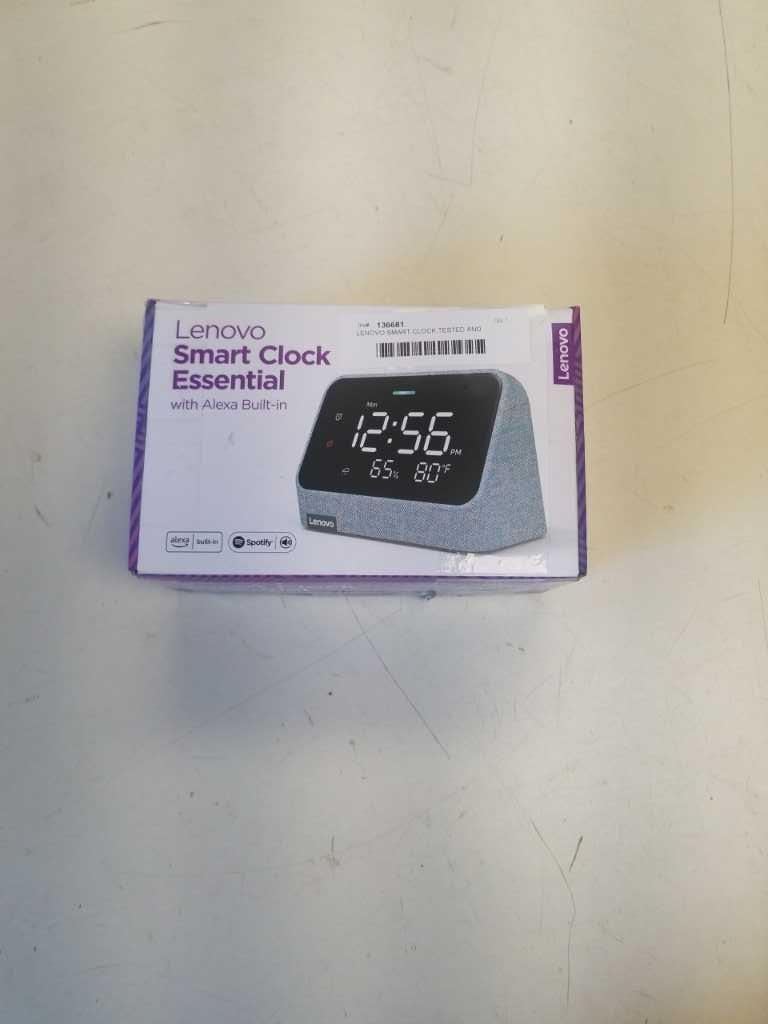 Lenovo
Smart Clock
Essential
with Alexa Built-in
136681
LENOVO SMART CLOCK,TESTED AND
Lenovo
Mon
12:56 PM
65% 80°F
Lenovo
alexa built-in
Spotify